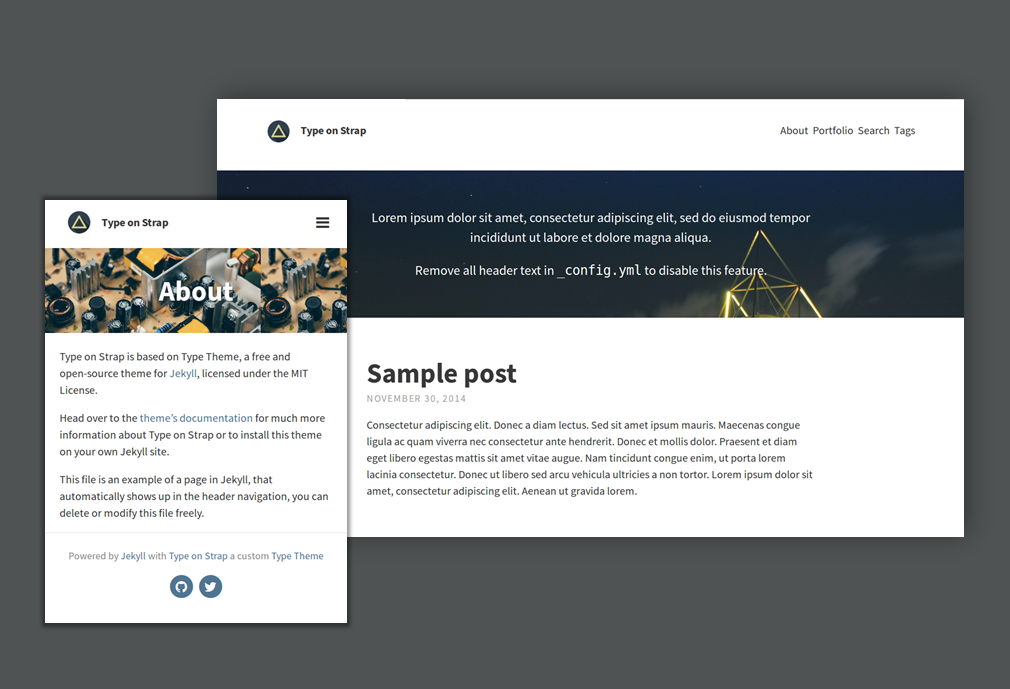 Type on Strap
About Portfolio Search Tags
Lorem ipsum dolor sit amet, consectetur adipiscing elit, sed do eiusmod tempor
incididunt ut labore et dolore magna aliqua.
Remove all header text in _config.yml to disable this feature.
Sample post
NOVEMBER 30, 2014
Consectetur adipiscing elit. Donec a diam lectus. Sed sit amet ipsum mauris. Maecenas congue
ligula ac quam viverra nec consectetur ante hendrerit. Donec et mollis dolor. Praesent et diam
eget libero egestas mattis sit amet vitae augue. Nam tincidunt congue enim, ut porta lorem
lacinia consectetur. Donec ut libero sed arcu vehicula ultricies a non tortor. Lorem ipsum dolor sit
amet, consectetur adipiscing elit. Aenean ut gravida lorem.
Type on Strap
About
Type on Strap is based on Type Theme, a free and
open-source theme for Jekyll, licensed under the MIT
License.
Head over to the theme's documentation for much more
information about Type on Strap or to install this theme
on your own Jekyll site.
This file is an example of a page in Jekyll, that
automatically shows up in the header navigation, you can
delete or modify this file freely.
Powered by Jekyll with Type on Strap a custom Type Theme